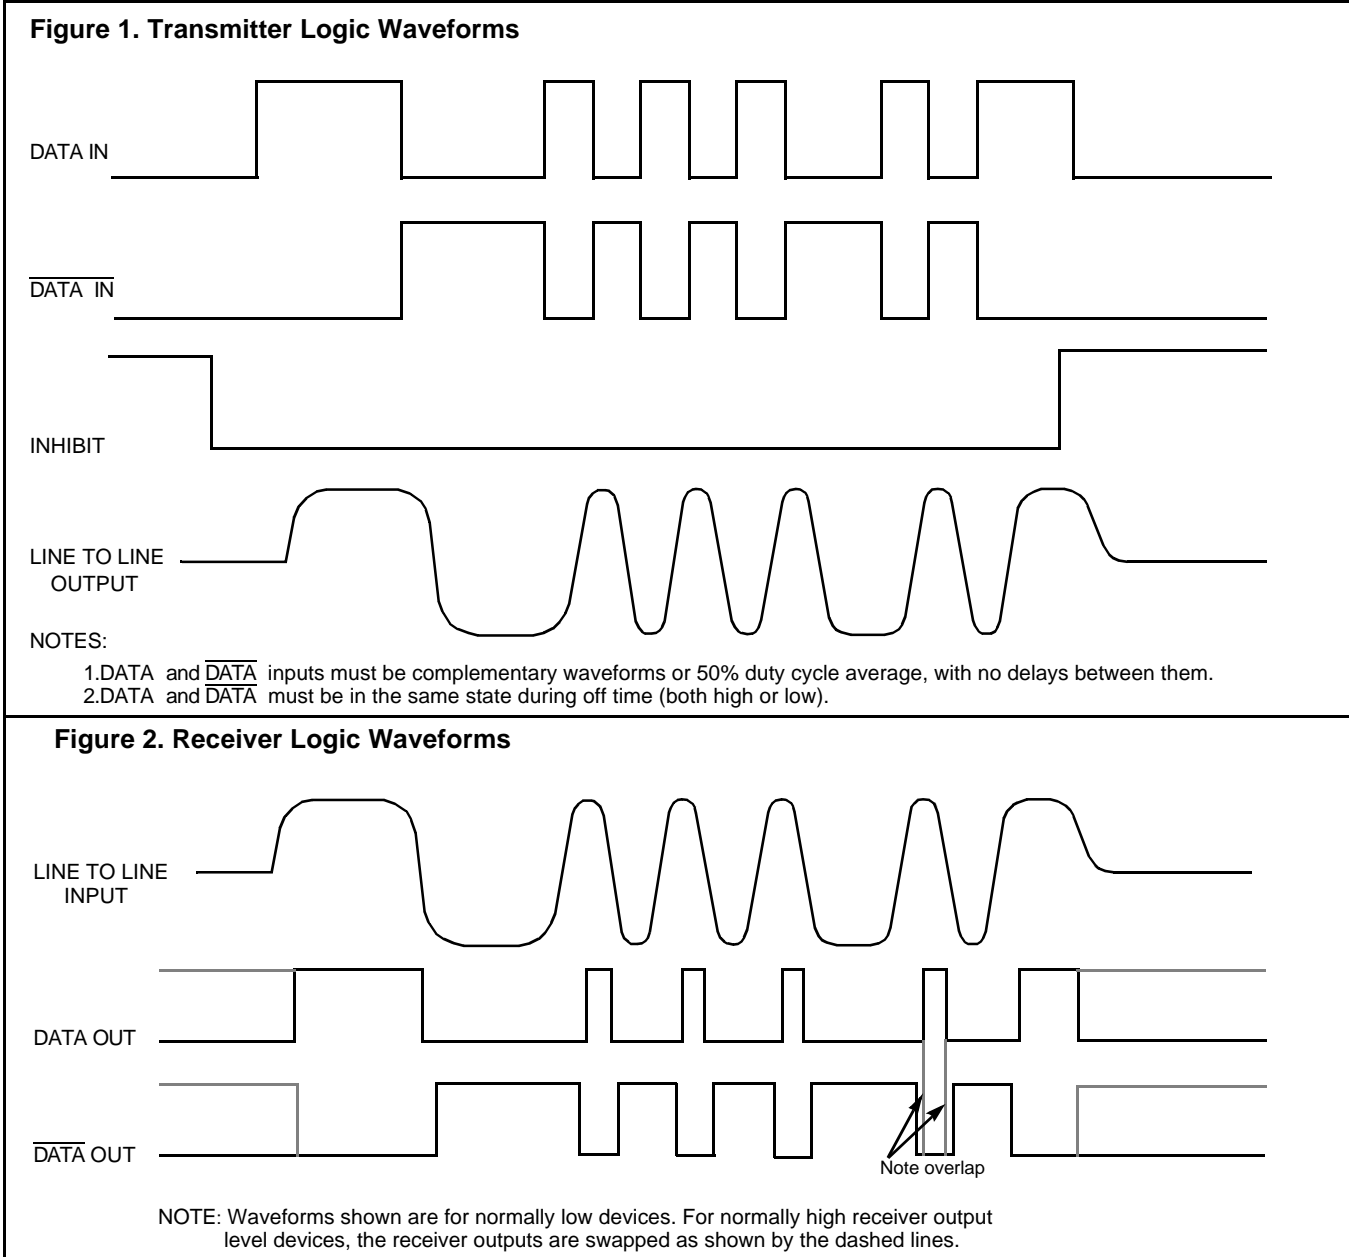 Figure 1. Transmitter Logic Waveforms
DATA IN
DATA IN
INHIBIT
LINE TO LINE
OUTPUT
NOTES:
1.DATA and DATA inputs must be complementary waveforms or 50% duty cycle average, with no delays between them.
2.DATA and DATA must be in the same state during off time (both high or low).
Figure 2. Receiver Logic Waveforms
LINE TO LINE
INPUT
DATA OUT
DATA OUT
Note overlap
NOTE: Waveforms shown are for normally low devices. For normally high receiver output
level devices, the receiver outputs are swapped as shown by the dashed lines.